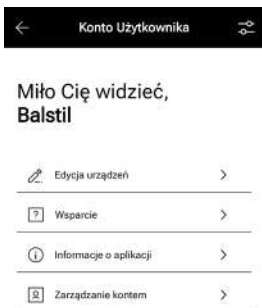 Konto Użytkownika
Miło Cię widzieć,
Balstil
Edycja urządzeń
Wsparcie
Informacje o aplikacji
Zarządzanie kontem